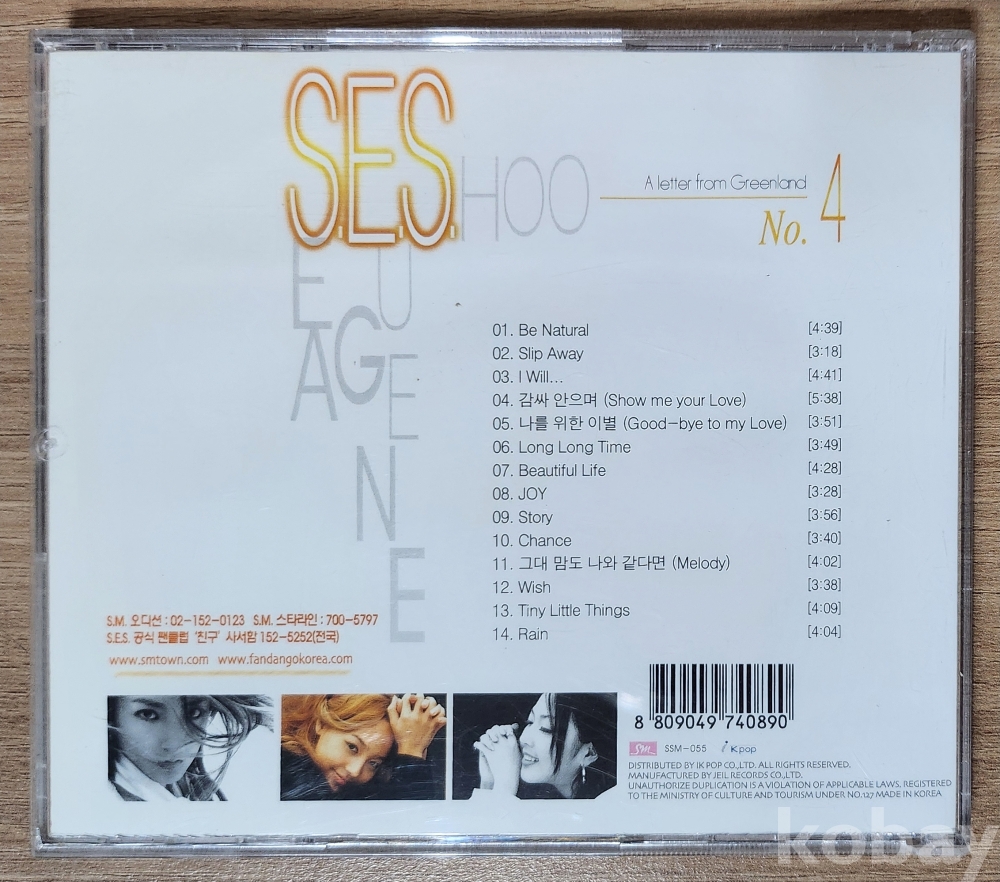 S.E.S.
SHOO
EUGENE
A letter from Greenland
No. 4
01. Be Natural [4:39]
02. Slip Away [3:18]
03. I Will... [4:41]
04. 감싸 안으며 (Show me your Love) [5:38]
05. 나를 위한 이별 (Good-bye to my Love) [3:51]
06. Long Long Time [3:49]
07. Beautiful Life [4:28]
08. JOY [3:28]
09. Story [3:56]
10. Chance [3:40]
11. 그대 맘도 나와 같다면 (Melody) [4:02]
12. Wish [3:38]
13. Tiny Little Things [4:09]
14. Rain [4:04]
S.M. 오디션 : 02-152-0123 S.M. 스타라인 : 700-5797
S.E.S. 공식 팬클럽 '친구' 사서함 152-5252(전국)
www.smtown.com www.fandangokorea.com
8 809049 740890
SM SSM-055 iKpop
DISTRIBUTED BY IK POP CO.,LTD. ALL RIGHTS RESERVED.
MANUFACTURED BY JEIL RECORDS CO.,LTD.
UNAUTHORIZE DUPLICATION IS A VIOLATION OF APPLICABLE LAWS. REGISTERED
TO THE MINISTRY OF CULTURE AND TOURISM UNDER NO.127 MADE IN KOREA
kobay